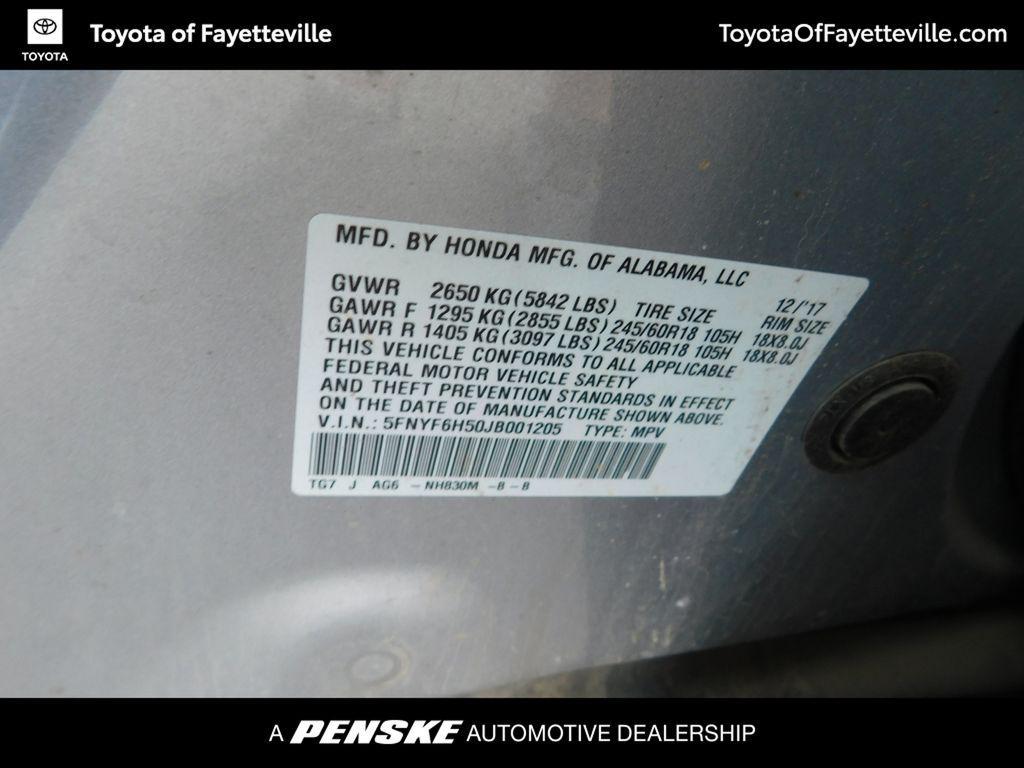 TOYOTA
Toyota of Fayetteville
ToyotaOfFayetteville.com
MFD. BY HONDA MFG. OF ALABAMA, LLC
12/'17
GVWR 2650 KG (5842 LBS) TIRE SIZE RIM SIZE
GAWR F 1295 KG (2855 LBS) 245/60R18 105H 18X8.0J
GAWR R 1405 KG (3097 LBS) 245/60R18 105H 18X8.0J
THIS VEHICLE CONFORMS TO ALL APPLICABLE
FEDERAL MOTOR VEHICLE SAFETY
AND THEFT PREVENTION STANDARDS IN EFFECT
ON THE DATE OF MANUFACTURE SHOWN ABOVE.
V.I.N.: 5FNYF6H50JB001205 TYPE: MPV
TG7 J AG6 - NH830M -8-8
A PENSKE AUTOMOTIVE DEALERSHIP